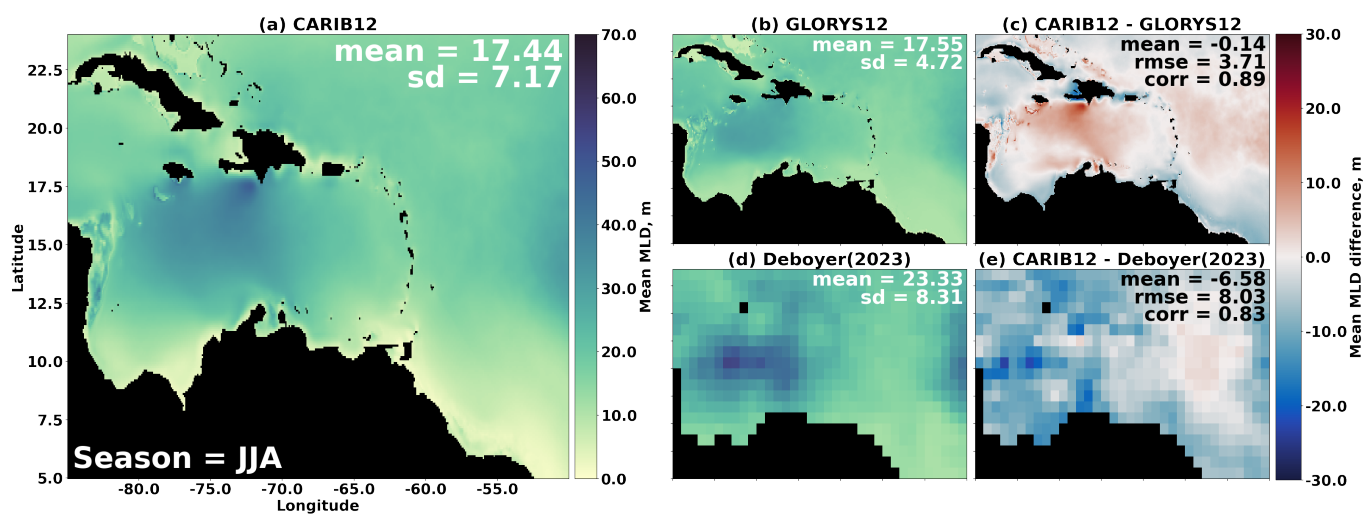 (a) CARIB12
mean = 17.44
sd = 7.17
22.5
20.0
17.5
15.0
12.5
10.0
7.5
5.0
Latitude
Season = JJA
-80.0
-75.0
-70.0
-65.0
-60.0
-55.0
Longitude
70.0
60.0
50.0
40.0
30.0
20.0
10.0
0.0
Mean MLD, m
(b) GLORYS12
mean = 17.55
sd = 4.72
(c) CARIB12 - GLORYS12
mean = -0.14
rmse = 3.71
corr = 0.89
(d) Deboyer(2023)
mean = 23.33
sd = 8.31
(e) CARIB12 - Deboyer(2023)
mean = -6.58
rmse = 8.03
corr = 0.83
30.0
20.0
10.0
0.0
-10.0
-20.0
-30.0
Mean MLD difference, m